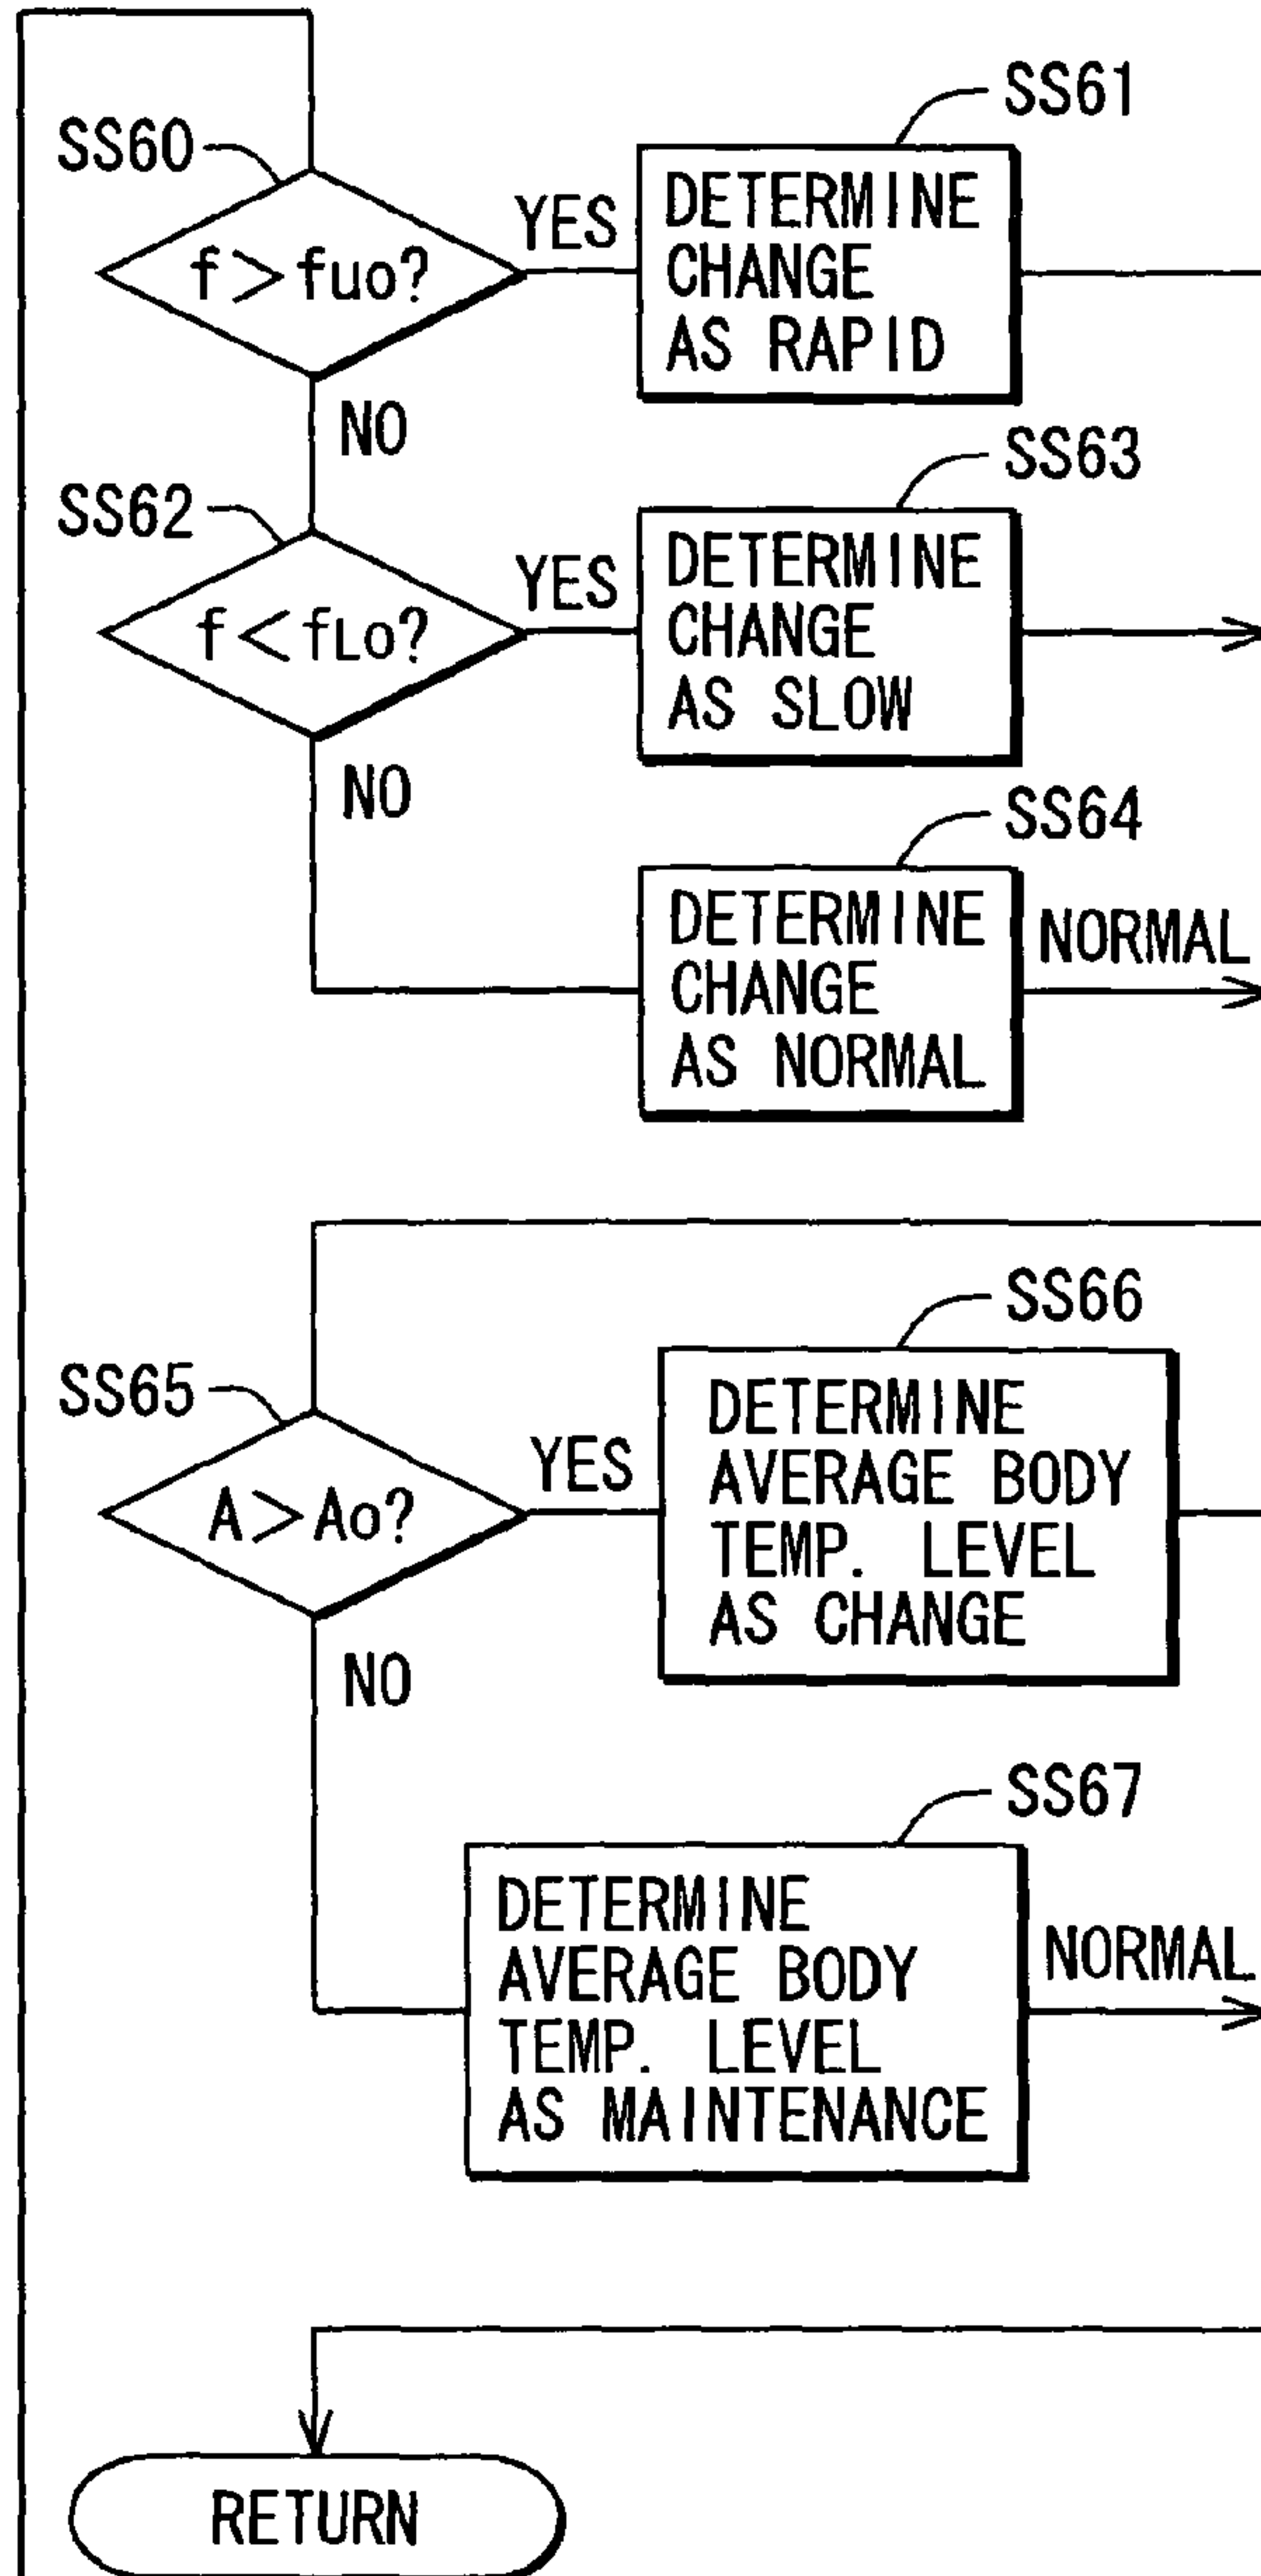 SS61
SS60
f>fuo?
YES
DETERMINE
CHANGE
AS RAPID
NO
SS63
SS62
f<fLo?
YES
DETERMINE
CHANGE
AS SLOW
NO
SS64
DETERMINE
CHANGE
AS NORMAL
NORMAL
SS66
SS65
A>Ao?
YES
DETERMINE
AVERAGE BODY
TEMP. LEVEL
AS CHANGE
NO
SS67
DETERMINE
AVERAGE BODY
TEMP. LEVEL
AS MAINTENANCE
NORMAL
RETURN